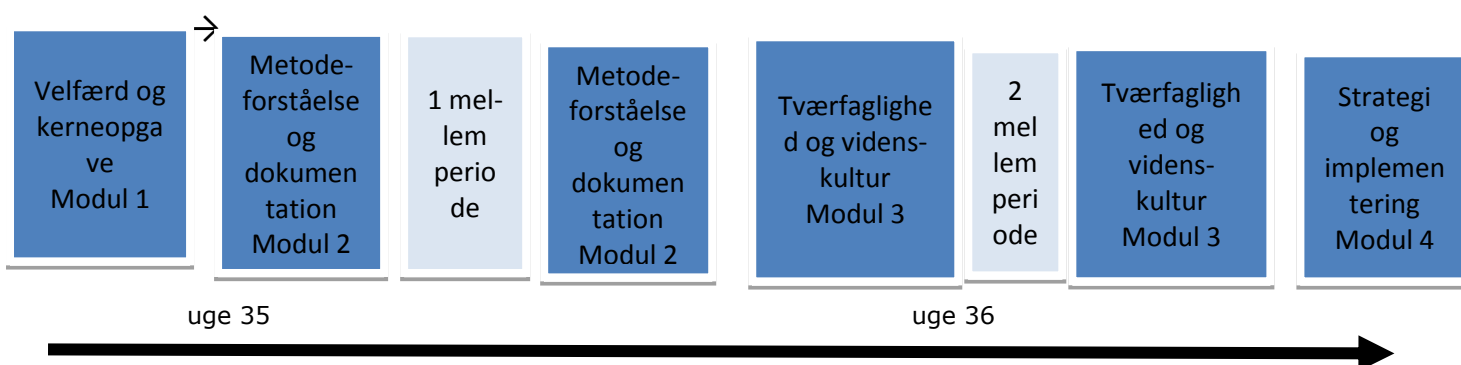 →
Velfærd og
kerneopga
ve
Modul 1
Metode-
forståelse
og
dokumen
tation
Modul 2
1 mel-
lem
perio
de
Metode-
forståelse
og
dokumen
tation
Modul 2
Tværfaglighe
d og videns-
kultur
Modul 3
2
mel
lem
peri
ode
Tværfagligh
ed og
videns-
kultur
Modul 3
Strategi
og
implemen
tering
Modul 4
uge 35
uge 36